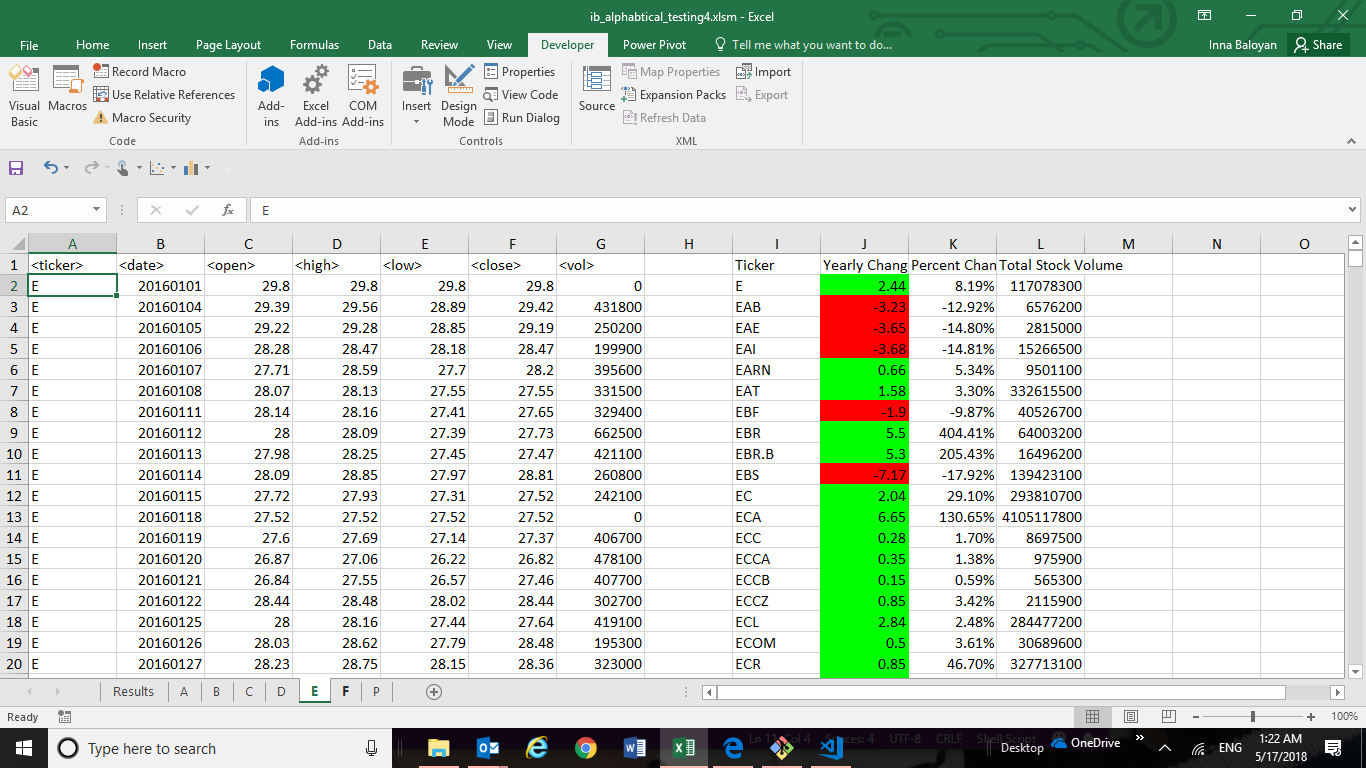 ib_alphabtical_testing4.xlsm - Excel
File Home Insert Page Layout Formulas Data Review View Developer Power Pivot Tell me what you want to do... Inna Baloyan Share
Visual Basic Macros Record Macro Use Relative References Macro Security
Add-ins Excel Add-ins COM Add-ins
Insert Design Mode Properties View Code Run Dialog
Source Map Properties Expansion Packs Refresh Data Import Export
Code Add-ins Controls XML
A2 fx E
A B C D E F G H I J K L M N O
1 <ticker> <date> <open> <high> <low> <close> <vol> Ticker Yearly Chang Percent Chan Total Stock Volume
2 E 20160101 29.8 29.8 29.8 29.8 0 E 2.44 8.19% 117078300
3 E 20160104 29.39 29.56 28.89 29.42 431800 EAB -3.23 -12.92% 6576200
4 E 20160105 29.22 29.28 28.85 29.19 250200 EAE -3.65 -14.80% 2815000
5 E 20160106 28.28 28.47 28.18 28.47 199900 EAI -3.68 -14.81% 15266500
6 E 20160107 27.71 28.59 27.7 28.2 395600 EARN 0.66 5.34% 9501100
7 E 20160108 28.07 28.13 27.55 27.55 331500 EAT 1.58 3.30% 332615500
8 E 20160111 28.14 28.16 27.41 27.65 329400 EBF -1.9 -9.87% 40526700
9 E 20160112 28 28.09 27.39 27.73 662500 EBR 5.5 404.41% 64003200
10 E 20160113 27.98 28.25 27.45 27.47 421100 EBR.B 5.3 205.43% 16496200
11 E 20160114 28.09 28.85 27.97 28.81 260800 EBS -7.17 -17.92% 139423100
12 E 20160115 27.72 27.93 27.31 27.52 242100 EC 2.04 29.10% 293810700
13 E 20160118 27.52 27.52 27.52 27.52 0 ECA 6.65 130.65% 4105117800
14 E 20160119 27.6 27.69 27.14 27.37 406700 ECC 0.28 1.70% 8697500
15 E 20160120 26.87 27.06 26.22 26.82 478100 ECCA 0.35 1.38% 975900
16 E 20160121 26.84 27.55 26.57 27.46 407700 ECCB 0.15 0.59% 565300
17 E 20160122 28.44 28.48 28.02 28.44 302700 ECCZ 0.85 3.42% 2115900
18 E 20160125 28 28.16 27.44 27.64 419100 ECL 2.84 2.48% 284477200
19 E 20160126 28.03 28.62 27.79 28.48 195300 ECOM 0.5 3.61% 30689600
20 E 20160127 28.23 28.75 28.15 28.36 323000 ECR 0.85 46.70% 327713100
Results A B C D E F P
Ready 100%
Type here to search Ln 11, Col 4 Spaces: 4 UTF-8 CRLF Shell Script Desktop OneDrive ENG 1:22 AM
5/17/2018